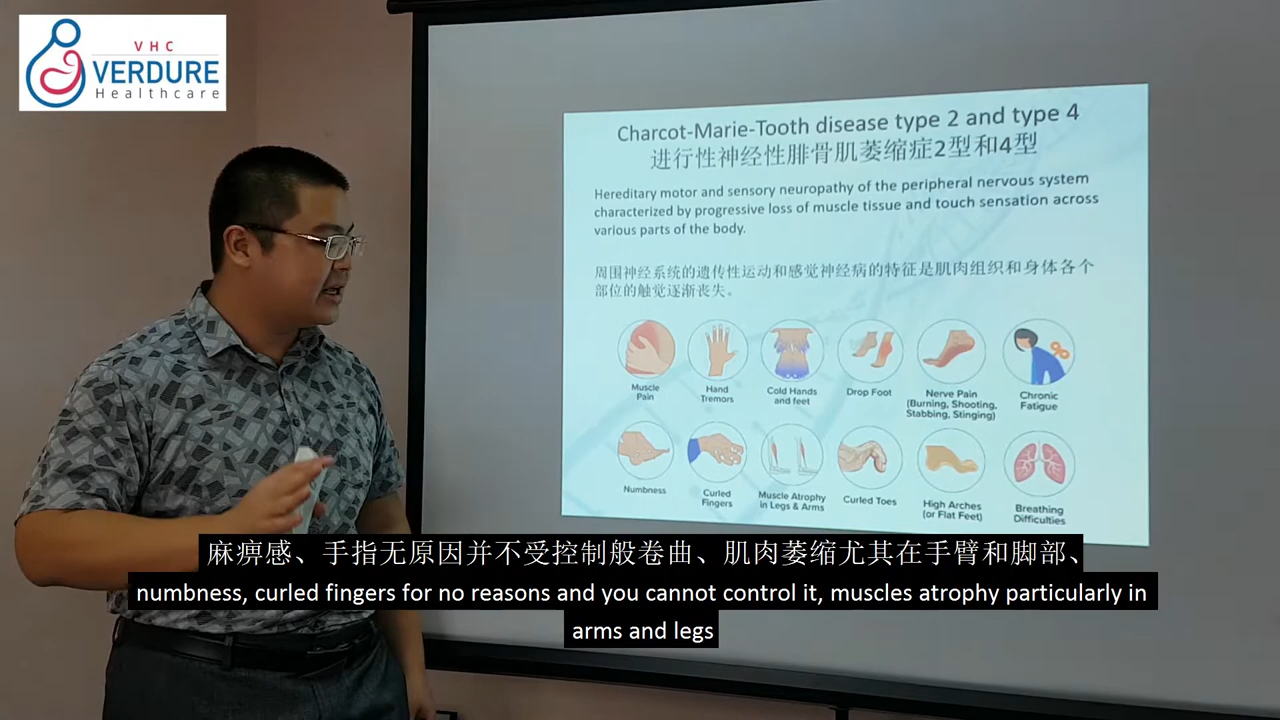 VHC
VERDURE
Healthcare
Charcot-Marie-Tooth disease type 2 and type 4
进行性神经性腓骨肌萎缩症2型和4型
Hereditary motor and sensory neuropathy of the peripheral nervous system
characterized by progressive loss of muscle tissue and touch sensation across
various parts of the body.
周围神经系统的遗传性运动和感觉神经病的特征是肌肉组织和身体各个
部位的触觉逐渐丧失。
Muscle
Pain
Hand
Tremors
Cold Hands
and feet
Drop Foot
Nerve Pain
(Burning, Shooting,
Stabbing, Stinging)
Chronic
Fatigue
Numbness
Curled
Fingers
Muscle Atrophy
in Legs & Arms
Curled Toes
High Arches
(or Flat Feet)
Breathing
Difficulties
麻痹感、手指无原因并不受控制般卷曲、肌肉萎缩尤其在手臂和脚部、
numbness, curled fingers for no reasons and you cannot control it, muscles atrophy particularly in
arms and legs